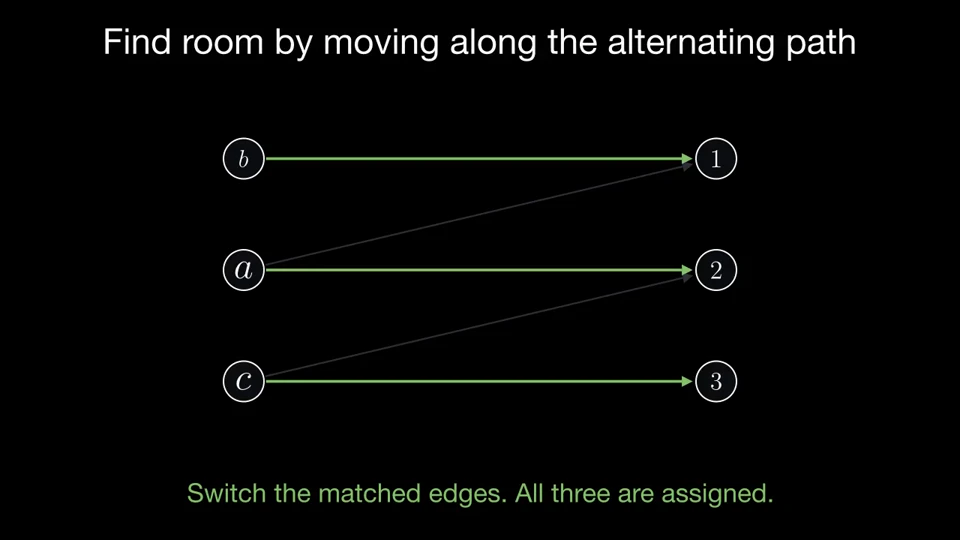 Find room by moving along the alternating path
b 1
a 2
c 3
Switch the matched edges. All three are assigned.